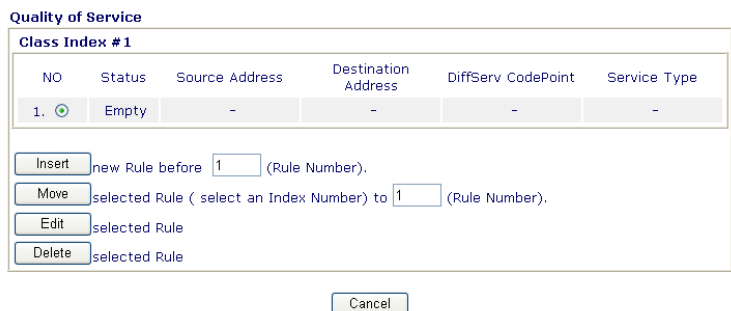 Quality of Service
Class Index #1
NO Status Source Address Destination Address DiffServ CodePoint Service Type
1. Empty - - - -
Insert new Rule before 1 (Rule Number).
Move selected Rule ( select an Index Number) to 1 (Rule Number).
Edit selected Rule
Delete selected Rule
Cancel